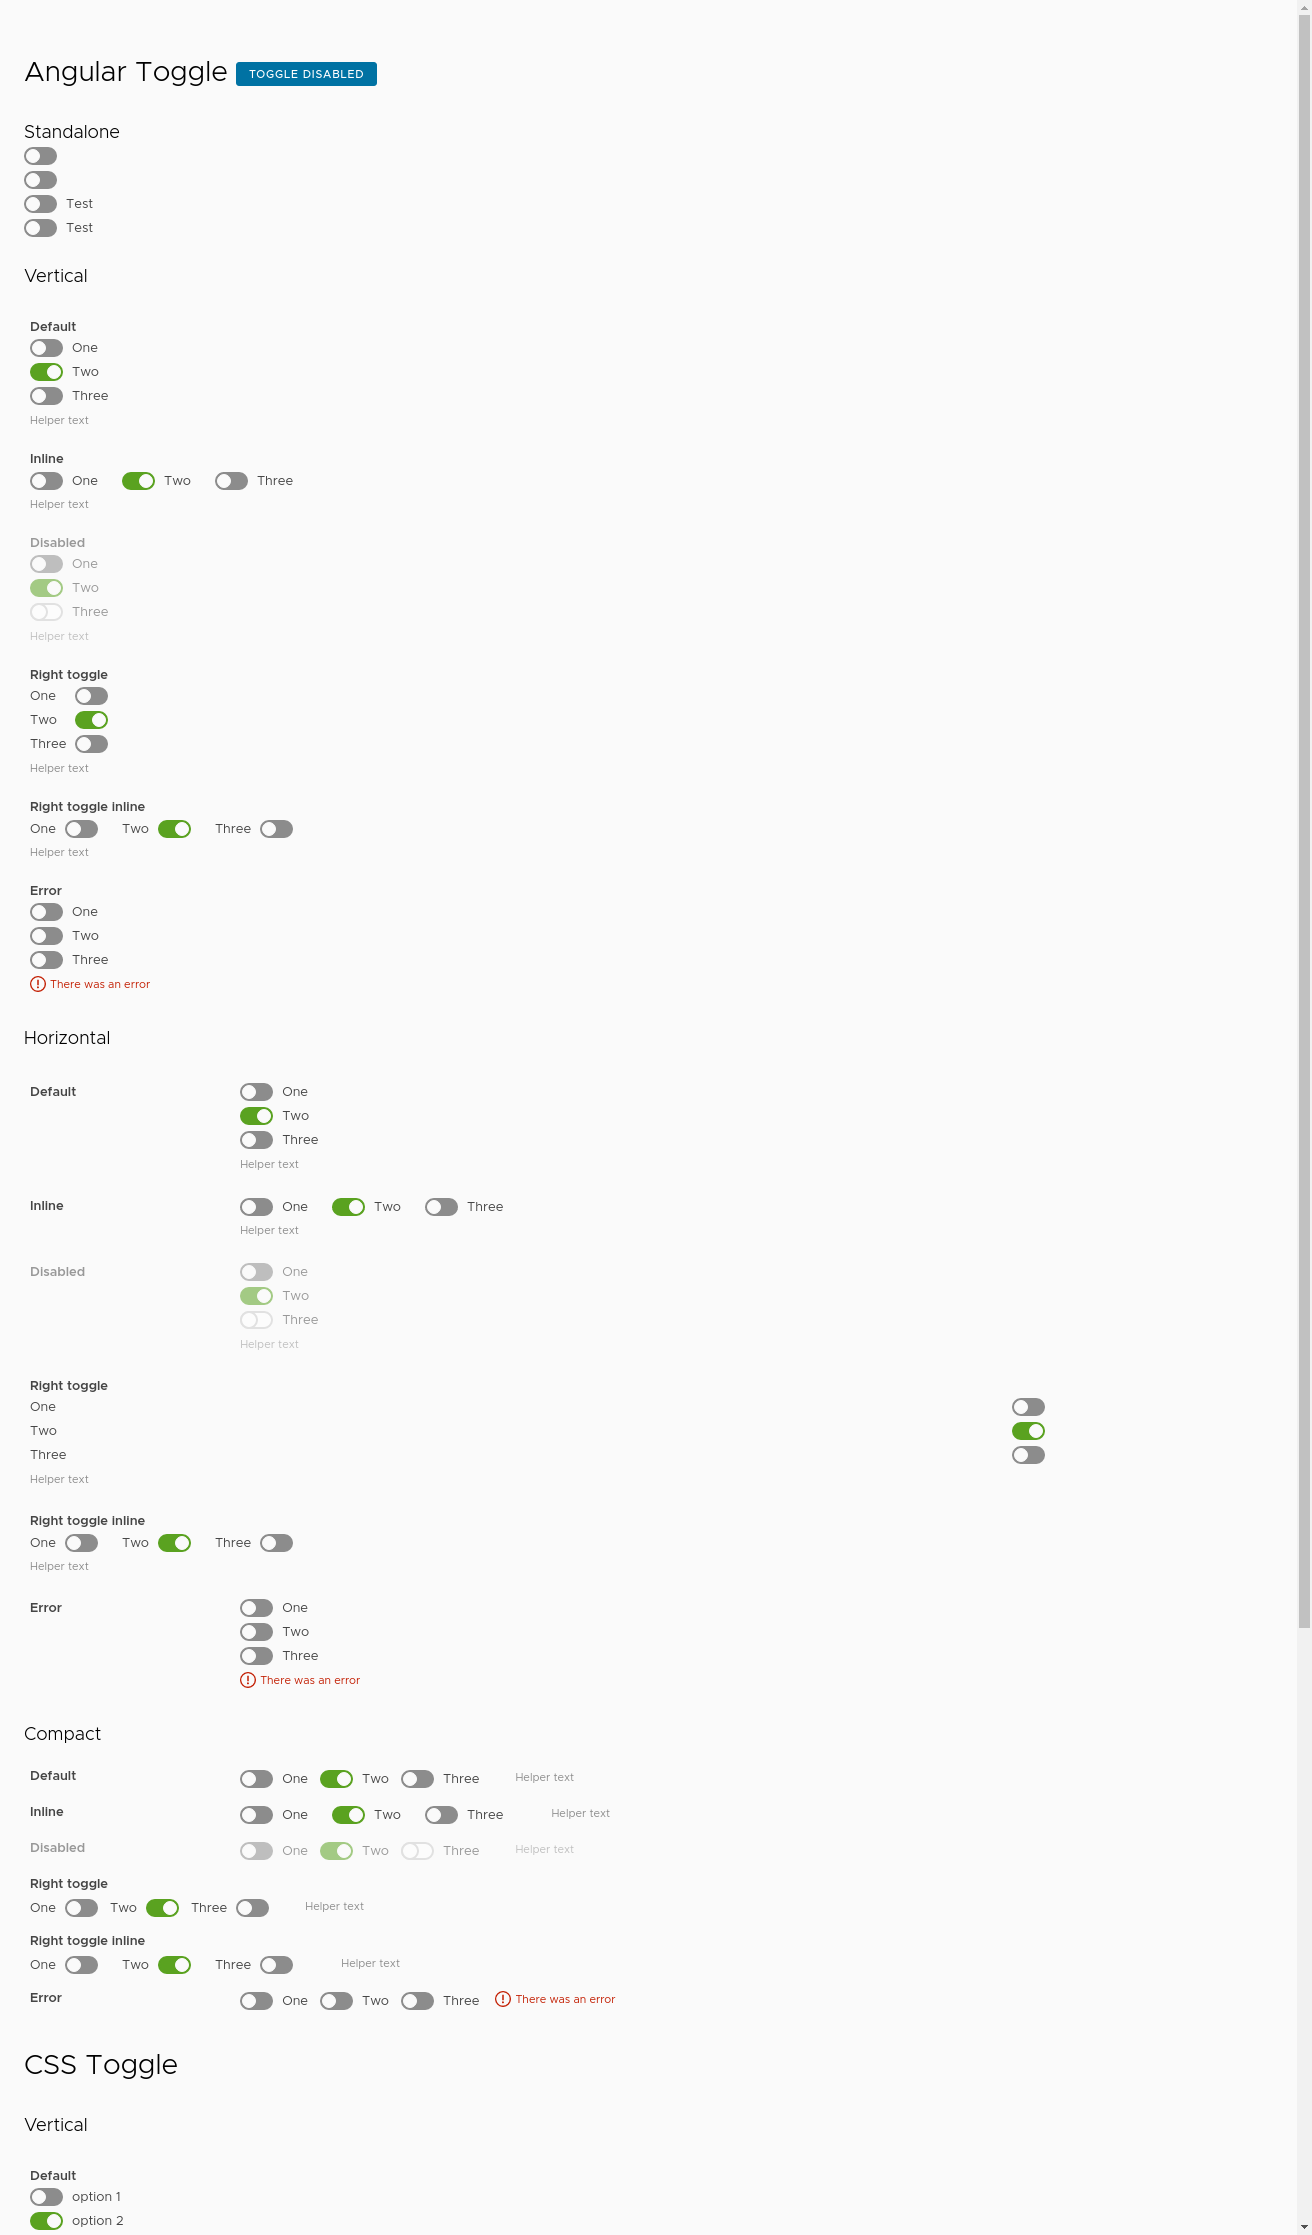 Angular Toggle TOGGLE DISABLED
Standalone
Test
Test
Vertical
Default
One
Two
Three
Helper text
Inline
One Two Three
Helper text
Disabled
One
Two
Three
Helper text
Right toggle
One
Two
Three
Helper text
Right toggle inline
One Two Three
Helper text
Error
One
Two
Three
There was an error
Horizontal
Default One
Two
Three
Helper text
Inline One Two Three
Helper text
Disabled One
Two
Three
Helper text
Right toggle
One
Two
Three
Helper text
Right toggle inline
One Two Three
Helper text
Error One
Two
Three
There was an error
Compact
Default One Two Three Helper text
Inline One Two Three Helper text
Disabled One Two Three Helper text
Right toggle
One Two Three Helper text
Right toggle inline
One Two Three Helper text
Error One Two Three There was an error
CSS Toggle
Vertical
Default
option 1
option 2